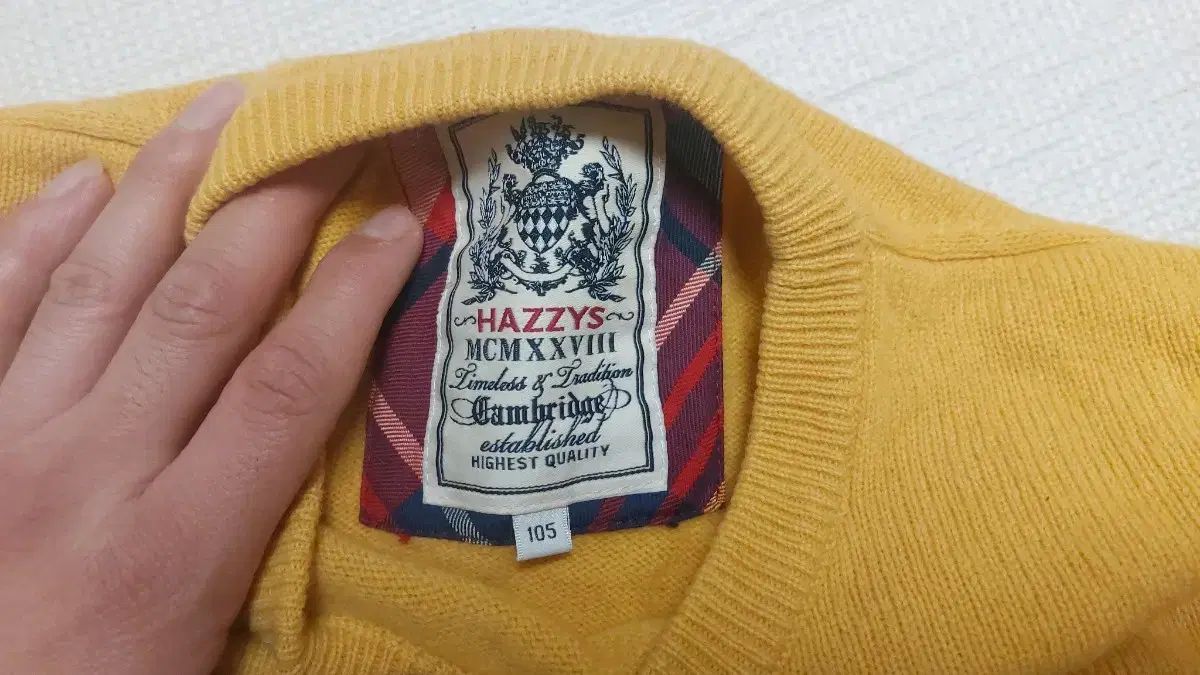 HAZZYS
MCMXXVIII
Timeless & Tradition
Cambridge
established
HIGHEST QUALITY
105